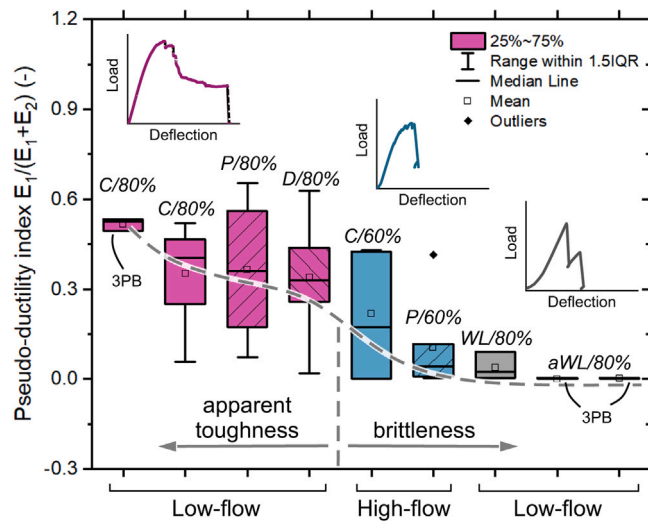 Pseudo-ductility index E₁/(E₁+E₂) (-)
1.2
0.9
0.6
0.3
0.0
-0.3
Load
Deflection
25%~75%
Range within 1.5IQR
Median Line
Mean
Outliers
Load
Deflection
Load
Deflection
C/80%
3PB
C/80%
P/80%
D/80%
C/60%
P/60%
WL/80%
aWL/80%
3PB
apparent
toughness
brittleness
Low-flow
High-flow
Low-flow